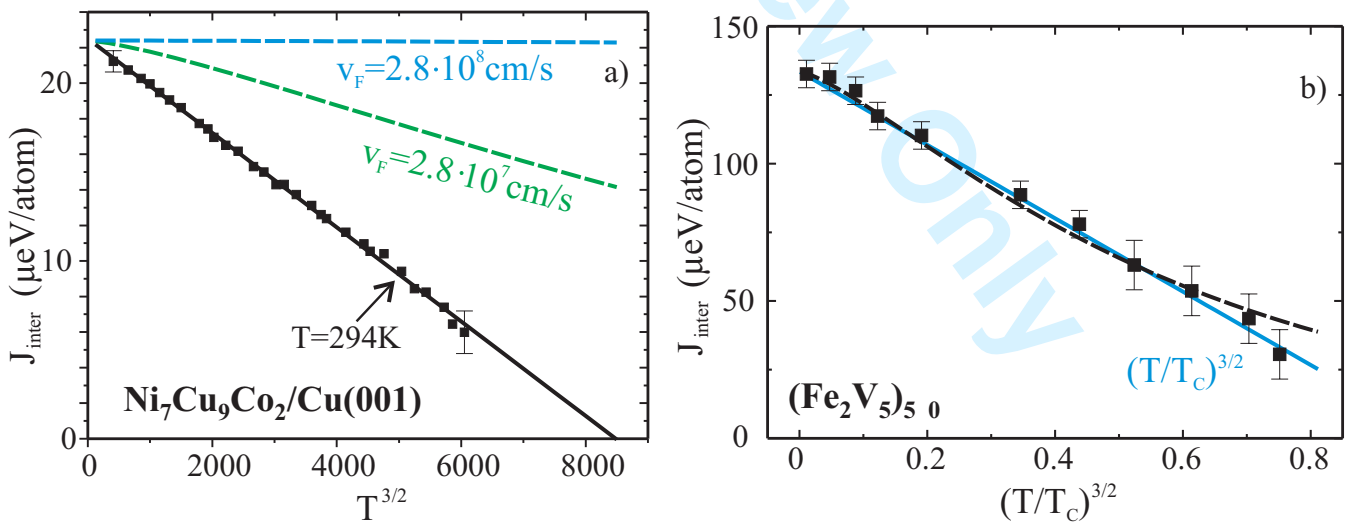 a)
v_F=2.8·10^8cm/s
v_F=2.8·10^7cm/s
T=294K
Ni_7Cu_9Co_2/Cu(001)
J_inter (μeV/atom)
20
10
0
0 2000 4000 6000 8000
T^3/2
ew Only
b)
(T/T_C)^3/2
(Fe_2V_5)_5 0
J_inter (μeV/atom)
150
100
50
0
0 0.2 0.4 0.6 0.8
(T/T_C)^3/2